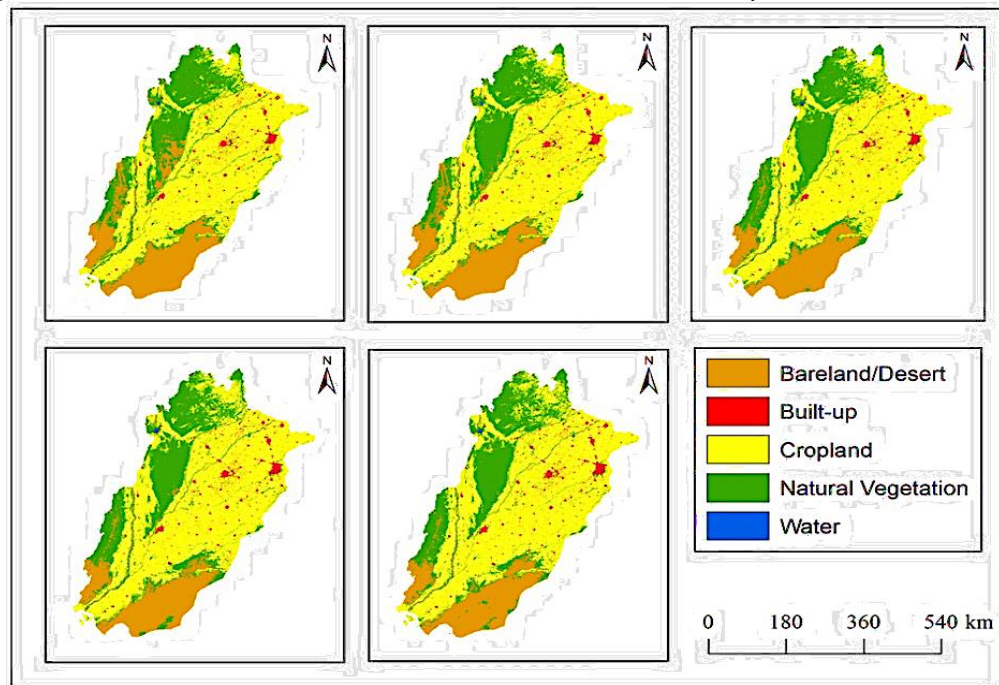 N
N
N
N
N
Bareland/Desert
Built-up
Cropland
Natural Vegetation
Water
0 180 360 540 km